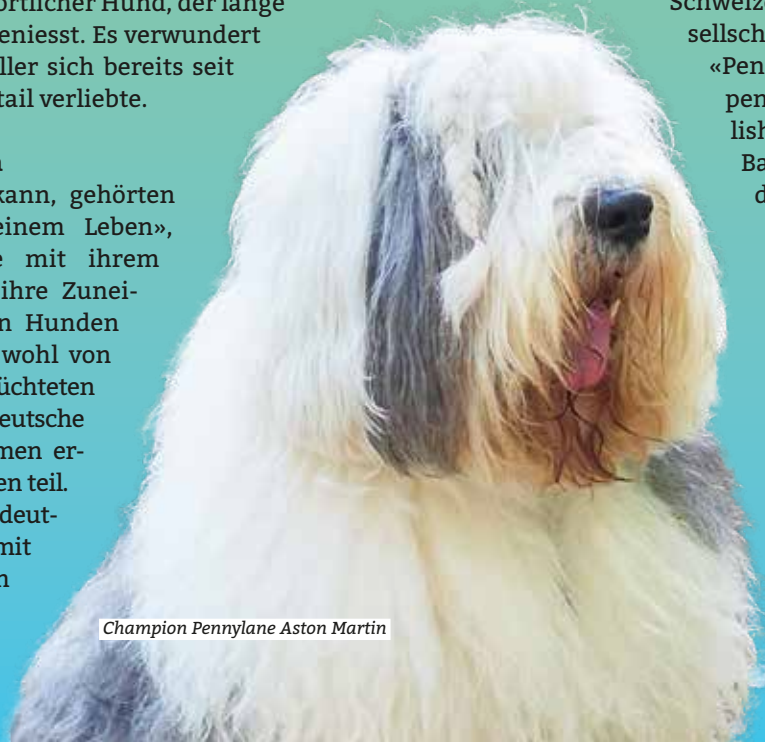 ortlicher Hund, der lange
eniesst. Es verwundert
ller sich bereits seit
tail verliebte.
n
kann, gehörten
einem Leben»,
e mit ihrem
ihre Zunei-
n Hunden
wohl von
üchteten
eutsche
men er-
en teil.
deut-
mit
n
Champion Pennylane Aston Martin
Schweize
sellsch
«Pen
pen
lish
Ba
d